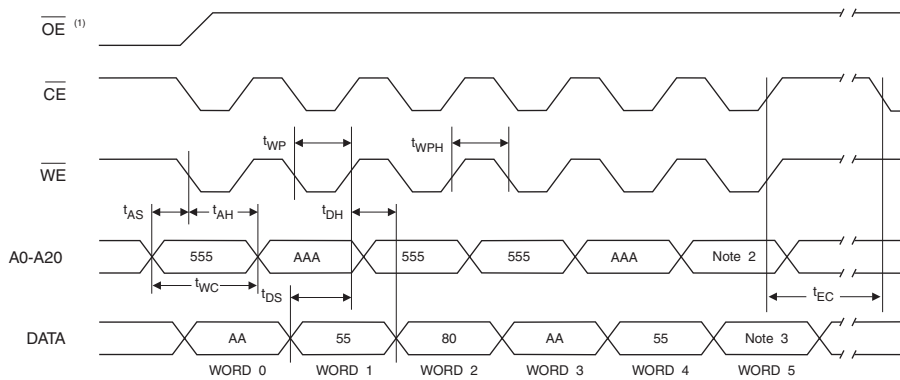 OE (1)
CE
tWP
tWPH
WE
tAS
tAH
tDH
A0-A20
555
AAA
555
555
AAA
Note 2
tWC
tDS
tEC
DATA
AA
55
80
AA
55
Note 3
WORD 0
WORD 1
WORD 2
WORD 3
WORD 4
WORD 5